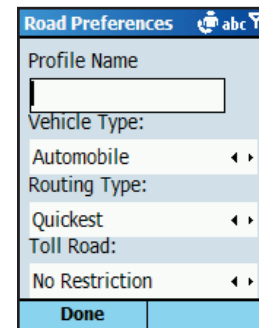 Road Preferences abc
Profile Name
Vehicle Type:
Automobile
Routing Type:
Quickest
Toll Road:
No Restriction
Done